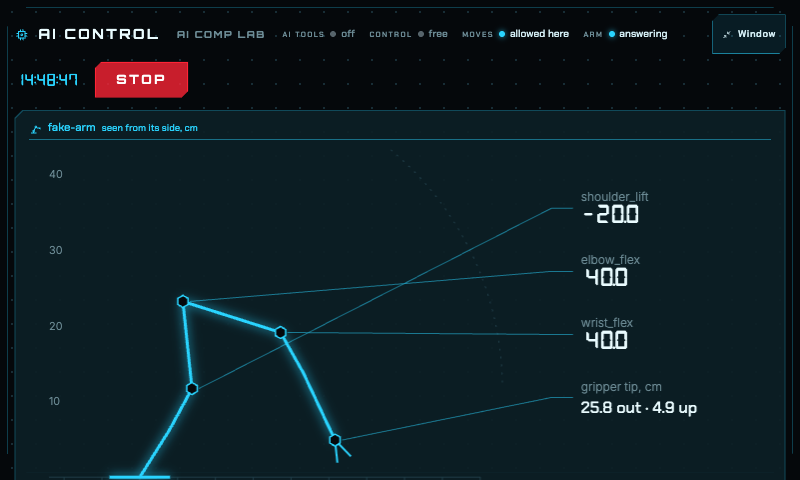 AI CONTROL AI COMP LAB AI TOOLS off CONTROL free MOVES allowed here ARM answering Window
14:48:47 STOP
fake-arm seen from its side, cm
40
shoulder_lift
-20.0
30
elbow_flex
40.0
20
wrist_flex
40.0
gripper tip, cm
10
25.8 out · 4.9 up